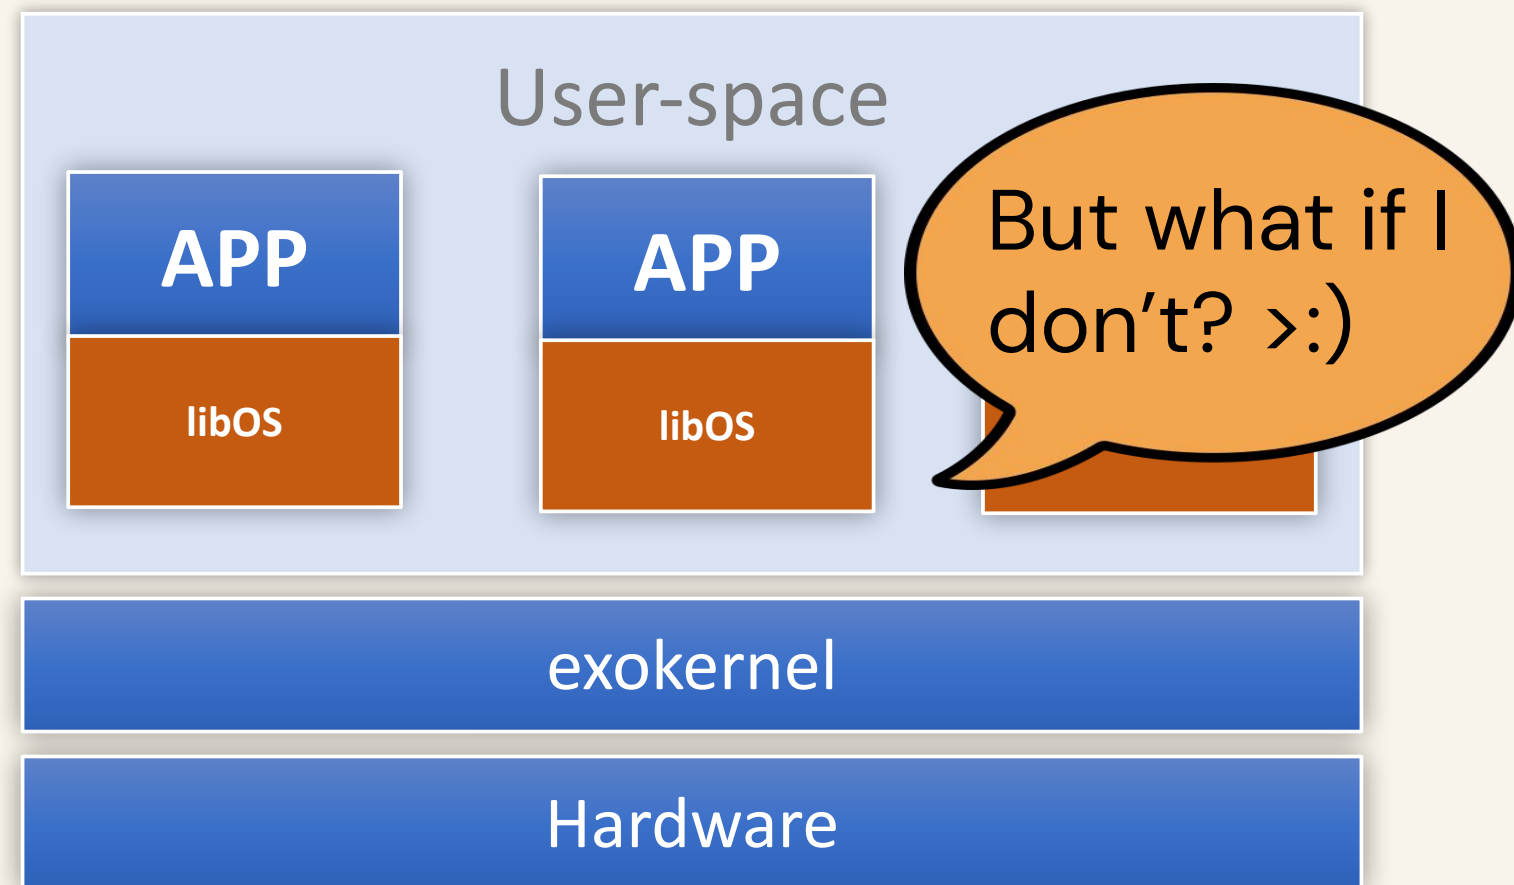 User-space
APP
APP
But what if I
don’t? >:)
libOS
libOS
exokernel
Hardware